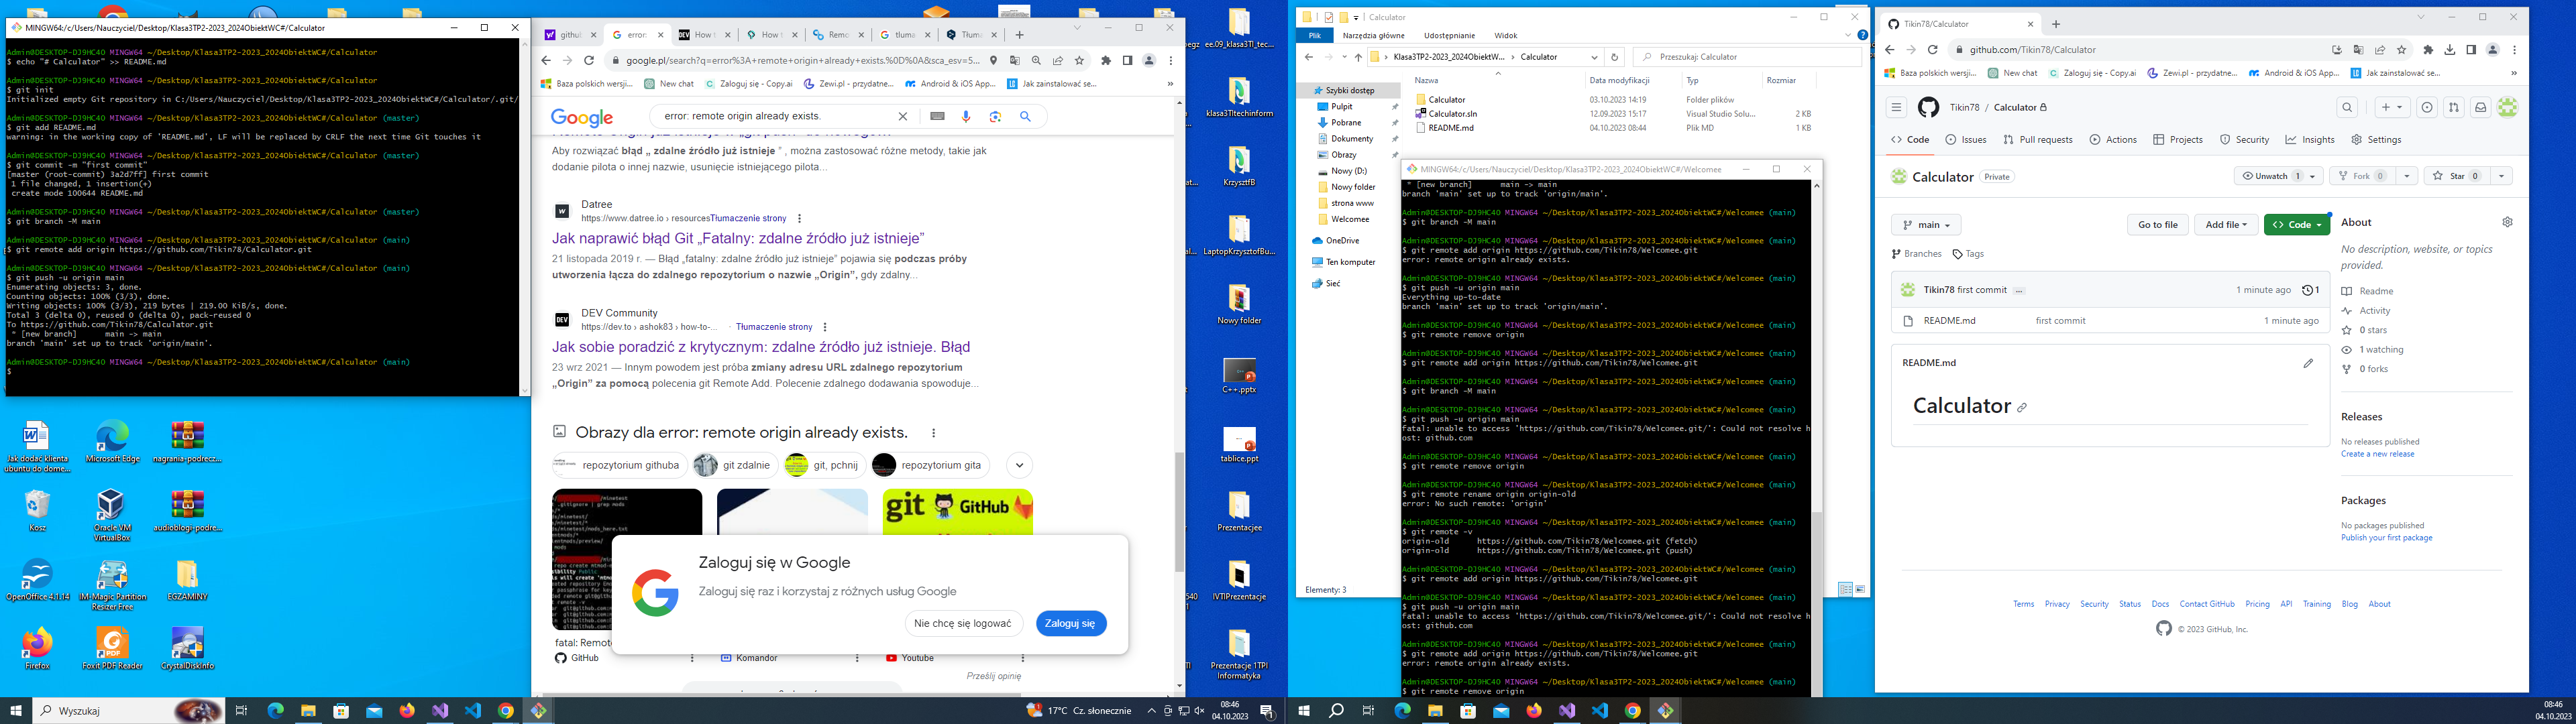 MINGW64:/c/Users/Nauczyciel/Desktop/Klasa3TP2-2023_2024ObiektWC#/Calculator
Admin@DESKTOP-DJ9HC40 MINGW64 ~/Desktop/Klasa3TP2-2023_2024ObiektWC#/Calculator
$ echo "# Calculator" >> README.md
Admin@DESKTOP-DJ9HC40 MINGW64 ~/Desktop/Klasa3TP2-2023_2024ObiektWC#/Calculator
$ git init
Initialized empty Git repository in C:/Users/Nauczyciel/Desktop/Klasa3TP2-2023_2024ObiektWC#/Calculator/.git/
Admin@DESKTOP-DJ9HC40 MINGW64 ~/Desktop/Klasa3TP2-2023_2024ObiektWC#/Calculator (master)
$ git add README.md
warning: in the working copy of 'README.md', LF will be replaced by CRLF the next time Git touches it
Admin@DESKTOP-DJ9HC40 MINGW64 ~/Desktop/Klasa3TP2-2023_2024ObiektWC#/Calculator (master)
$ git commit -m "first commit"
[master (root-commit) 3a2d7ff] first commit
1 file changed, 1 insertion(+)
create mode 100644 README.md
Admin@DESKTOP-DJ9HC40 MINGW64 ~/Desktop/Klasa3TP2-2023_2024ObiektWC#/Calculator (master)
$ git branch -M main
Admin@DESKTOP-DJ9HC40 MINGW64 ~/Desktop/Klasa3TP2-2023_2024ObiektWC#/Calculator (main)
$ git remote add origin https://github.com/Tikin78/Calculator.git
Admin@DESKTOP-DJ9HC40 MINGW64 ~/Desktop/Klasa3TP2-2023_2024ObiektWC#/Calculator (main)
$ git push -u origin main
Enumerating objects: 3, done.
Counting objects: 100% (3/3), done.
Writing objects: 100% (3/3), 219 bytes | 219.00 KiB/s, done.
Total 3 (delta 0), reused 0 (delta 0), pack-reused 0
To https://github.com/Tikin78/Calculator.git
* [new branch] main -> main
branch 'main' set up to track 'origin/main'.
Admin@DESKTOP-DJ9HC40 MINGW64 ~/Desktop/Klasa3TP2-2023_2024ObiektWC#/Calculator (main)
$
Jak dodać klienta ubuntu do dome...
Microsoft Edge
nagrania-podrecz...
Kosz
Oracle VM VirtualBox
audioblogi-podre...
OpenOffice 4.1.14
IM-Magic Partition Resizer Free
EGZAMINY
Firefox
Foxit PDF Reader
CrystalDiskInfo
Wyszukaj
github
error:
How t
How t
Remo
tłuma
Tłuma
google.pl/search?q=error%3A+remote+origin+already+exists.%0D%0A&sca_esv=5...
Baza polskich wersji...
New chat
Zaloguj się - Copy.ai
Zewi.pl - przydatne...
Android & iOS App...
Jak zainstalować se...
Google
error: remote origin already exists.
Aby rozwiązać błąd „ zdalne źródło już istnieje ” , można zastosować różne metody, takie jak
dodanie pilota o innej nazwie, usunięcie istniejącego pilota...
Datree
https://www.datree.io › resources Tłumaczenie strony
Jak naprawić błąd Git „Fatalny: zdalne źródło już istnieje”
21 listopada 2019 r. — Błąd „fatalny: zdalne źródło już istnieje” pojawia się podczas próby
utworzenia łącza do zdalnego repozytorium o nazwie „Origin”, gdy zdalny...
DEV Community
https://dev.to › ashok83 › how-to-... · Tłumaczenie strony
Jak sobie poradzić z krytycznym: zdalne źródło już istnieje. Błąd
23 wrz 2021 — Innym powodem jest próba zmiany adresu URL zdalnego repozytorium
„Origin” za pomocą polecenia git Remote Add. Polecenie zdalnego dodawania spowoduje...
Obrazy dla error: remote origin already exists.
repozytorium githuba
git zdalnie
git, pchnij
repozytorium gita
git GitHub
Zaloguj się w Google
Zaloguj się raz i korzystaj z różnych usług Google
Nie chcę się logować
Zaloguj się
fatal: Remote
GitHub
Komandor
Youtube
Prześlij opinię
17°C Cz. słonecznie
08:46
04.10.2023
ee.09_klasa3TI_tec...
klasa3TItechinform
KrzysztfB
LaptopKrzysztofBu...
Nowy folder
C++.pptx
tablice.ppt
Prezentacjee
IVTIPrezentacje
Prezentacje 1TPI Informatyka
Calculator
Plik
Narzędzia główne
Udostępnianie
Widok
Klasa3TP2-2023_2024ObiektW... › Calculator
Przeszukaj: Calculator
Nazwa
Data modyfikacji
Typ
Rozmiar
Calculator 03.10.2023 14:19 Folder plików
Calculator.sln 12.09.2023 15:17 Visual Studio Solu... 2 KB
README.md 04.10.2023 08:44 Plik MD 1 KB
Szybki dostęp
Pulpit
Pobrane
Dokumenty
Obrazy
Nowy (D:)
Nowy folder
strona www
Welcomee
OneDrive
Ten komputer
Sieć
Elementy: 3
MINGW64:/c/Users/Nauczyciel/Desktop/Klasa3TP2-2023_2024ObiektWC#/Welcomee
* [new branch] main -> main
branch 'main' set up to track 'origin/main'.
Admin@DESKTOP-DJ9HC40 MINGW64 ~/Desktop/Klasa3TP2-2023_2024ObiektWC#/Welcomee (main)
$ git branch -M main
Admin@DESKTOP-DJ9HC40 MINGW64 ~/Desktop/Klasa3TP2-2023_2024ObiektWC#/Welcomee (main)
$ git remote add origin https://github.com/Tikin78/Welcomee.git
error: remote origin already exists.
Admin@DESKTOP-DJ9HC40 MINGW64 ~/Desktop/Klasa3TP2-2023_2024ObiektWC#/Welcomee (main)
$ git push -u origin main
Everything up-to-date
branch 'main' set up to track 'origin/main'.
Admin@DESKTOP-DJ9HC40 MINGW64 ~/Desktop/Klasa3TP2-2023_2024ObiektWC#/Welcomee (main)
$ git remote remove origin
Admin@DESKTOP-DJ9HC40 MINGW64 ~/Desktop/Klasa3TP2-2023_2024ObiektWC#/Welcomee (main)
$ git remote add origin https://github.com/Tikin78/Welcomee.git
Admin@DESKTOP-DJ9HC40 MINGW64 ~/Desktop/Klasa3TP2-2023_2024ObiektWC#/Welcomee (main)
$ git branch -M main
Admin@DESKTOP-DJ9HC40 MINGW64 ~/Desktop/Klasa3TP2-2023_2024ObiektWC#/Welcomee (main)
$ git push -u origin main
fatal: unable to access 'https://github.com/Tikin78/Welcomee.git/': Could not resolve h
ost: github.com
Admin@DESKTOP-DJ9HC40 MINGW64 ~/Desktop/Klasa3TP2-2023_2024ObiektWC#/Welcomee (main)
$ git remote remove origin
Admin@DESKTOP-DJ9HC40 MINGW64 ~/Desktop/Klasa3TP2-2023_2024ObiektWC#/Welcomee (main)
$ git remote rename origin origin-old
error: No such remote: 'origin'
Admin@DESKTOP-DJ9HC40 MINGW64 ~/Desktop/Klasa3TP2-2023_2024ObiektWC#/Welcomee (main)
$ git remote -v
origin-old https://github.com/Tikin78/Welcomee.git (fetch)
origin-old https://github.com/Tikin78/Welcomee.git (push)
Admin@DESKTOP-DJ9HC40 MINGW64 ~/Desktop/Klasa3TP2-2023_2024ObiektWC#/Welcomee (main)
$ git remote add origin https://github.com/Tikin78/Welcomee.git
Admin@DESKTOP-DJ9HC40 MINGW64 ~/Desktop/Klasa3TP2-2023_2024ObiektWC#/Welcomee (main)
$ git push -u origin main
fatal: unable to access 'https://github.com/Tikin78/Welcomee.git/': Could not resolve h
ost: github.com
Admin@DESKTOP-DJ9HC40 MINGW64 ~/Desktop/Klasa3TP2-2023_2024ObiektWC#/Welcomee (main)
$ git remote add origin https://github.com/Tikin78/Welcomee.git
error: remote origin already exists.
Admin@DESKTOP-DJ9HC40 MINGW64 ~/Desktop/Klasa3TP2-2023_2024ObiektWC#/Welcomee (main)
$ git remote remove origin
Tikin78/Calculator
github.com/Tikin78/Calculator
Baza polskich wersji...
New chat
Zaloguj się - Copy.ai
Zewi.pl - przydatne...
Android & iOS App...
Jak zainstalować se...
Tikin78 / Calculator
Code
Issues
Pull requests
Actions
Projects
Security
Insights
Settings
Calculator Private
Unwatch 1
Fork 0
Star 0
main
Go to file
Add file
Code
Branches
Tags
Tikin78 first commit ... 1 minute ago 1
README.md first commit 1 minute ago
README.md
Calculator
About
No description, website, or topics
provided.
Readme
Activity
0 stars
1 watching
0 forks
Releases
No releases published
Create a new release
Packages
No packages published
Publish your first package
Terms
Privacy
Security
Status
Docs
Contact GitHub
Pricing
API
Training
Blog
About
© 2023 GitHub, Inc.
08:46
04.10.2023